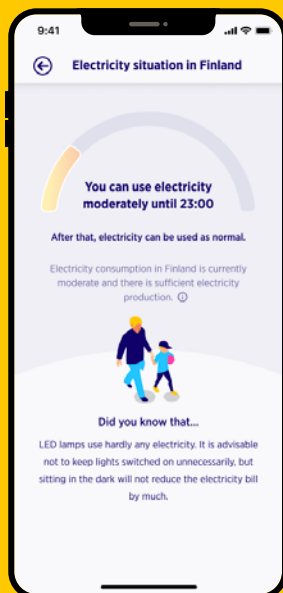 9:41
Electricity situation in Finland
You can use electricity
moderately until 23:00
After that, electricity can be used as normal.
Electricity consumption in Finland is currently
moderate and there is sufficient electricity
production.
Did you know that...
LED lamps use hardly any electricity. It is advisable
not to keep lights switched on unnecessarily, but
sitting in the dark will not reduce the electricity bill
by much.